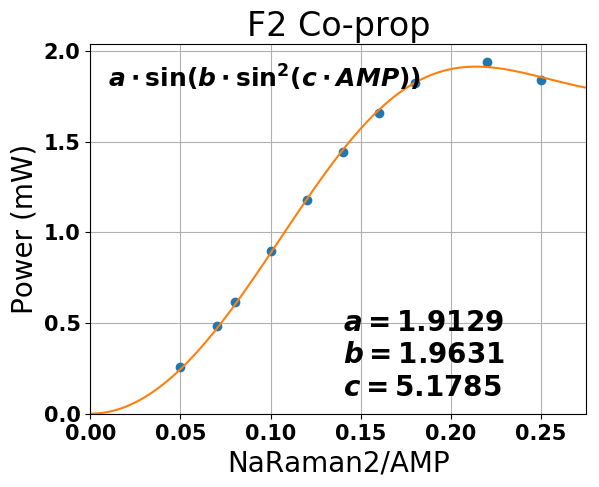 F2 Co-prop
a · sin(b · sin²(c · AMP))
2.0
1.5
1.0
0.5
0.0
Power (mW)
a = 1.9129
b = 1.9631
c = 5.1785
0.00 0.05 0.10 0.15 0.20 0.25
NaRaman2/AMP